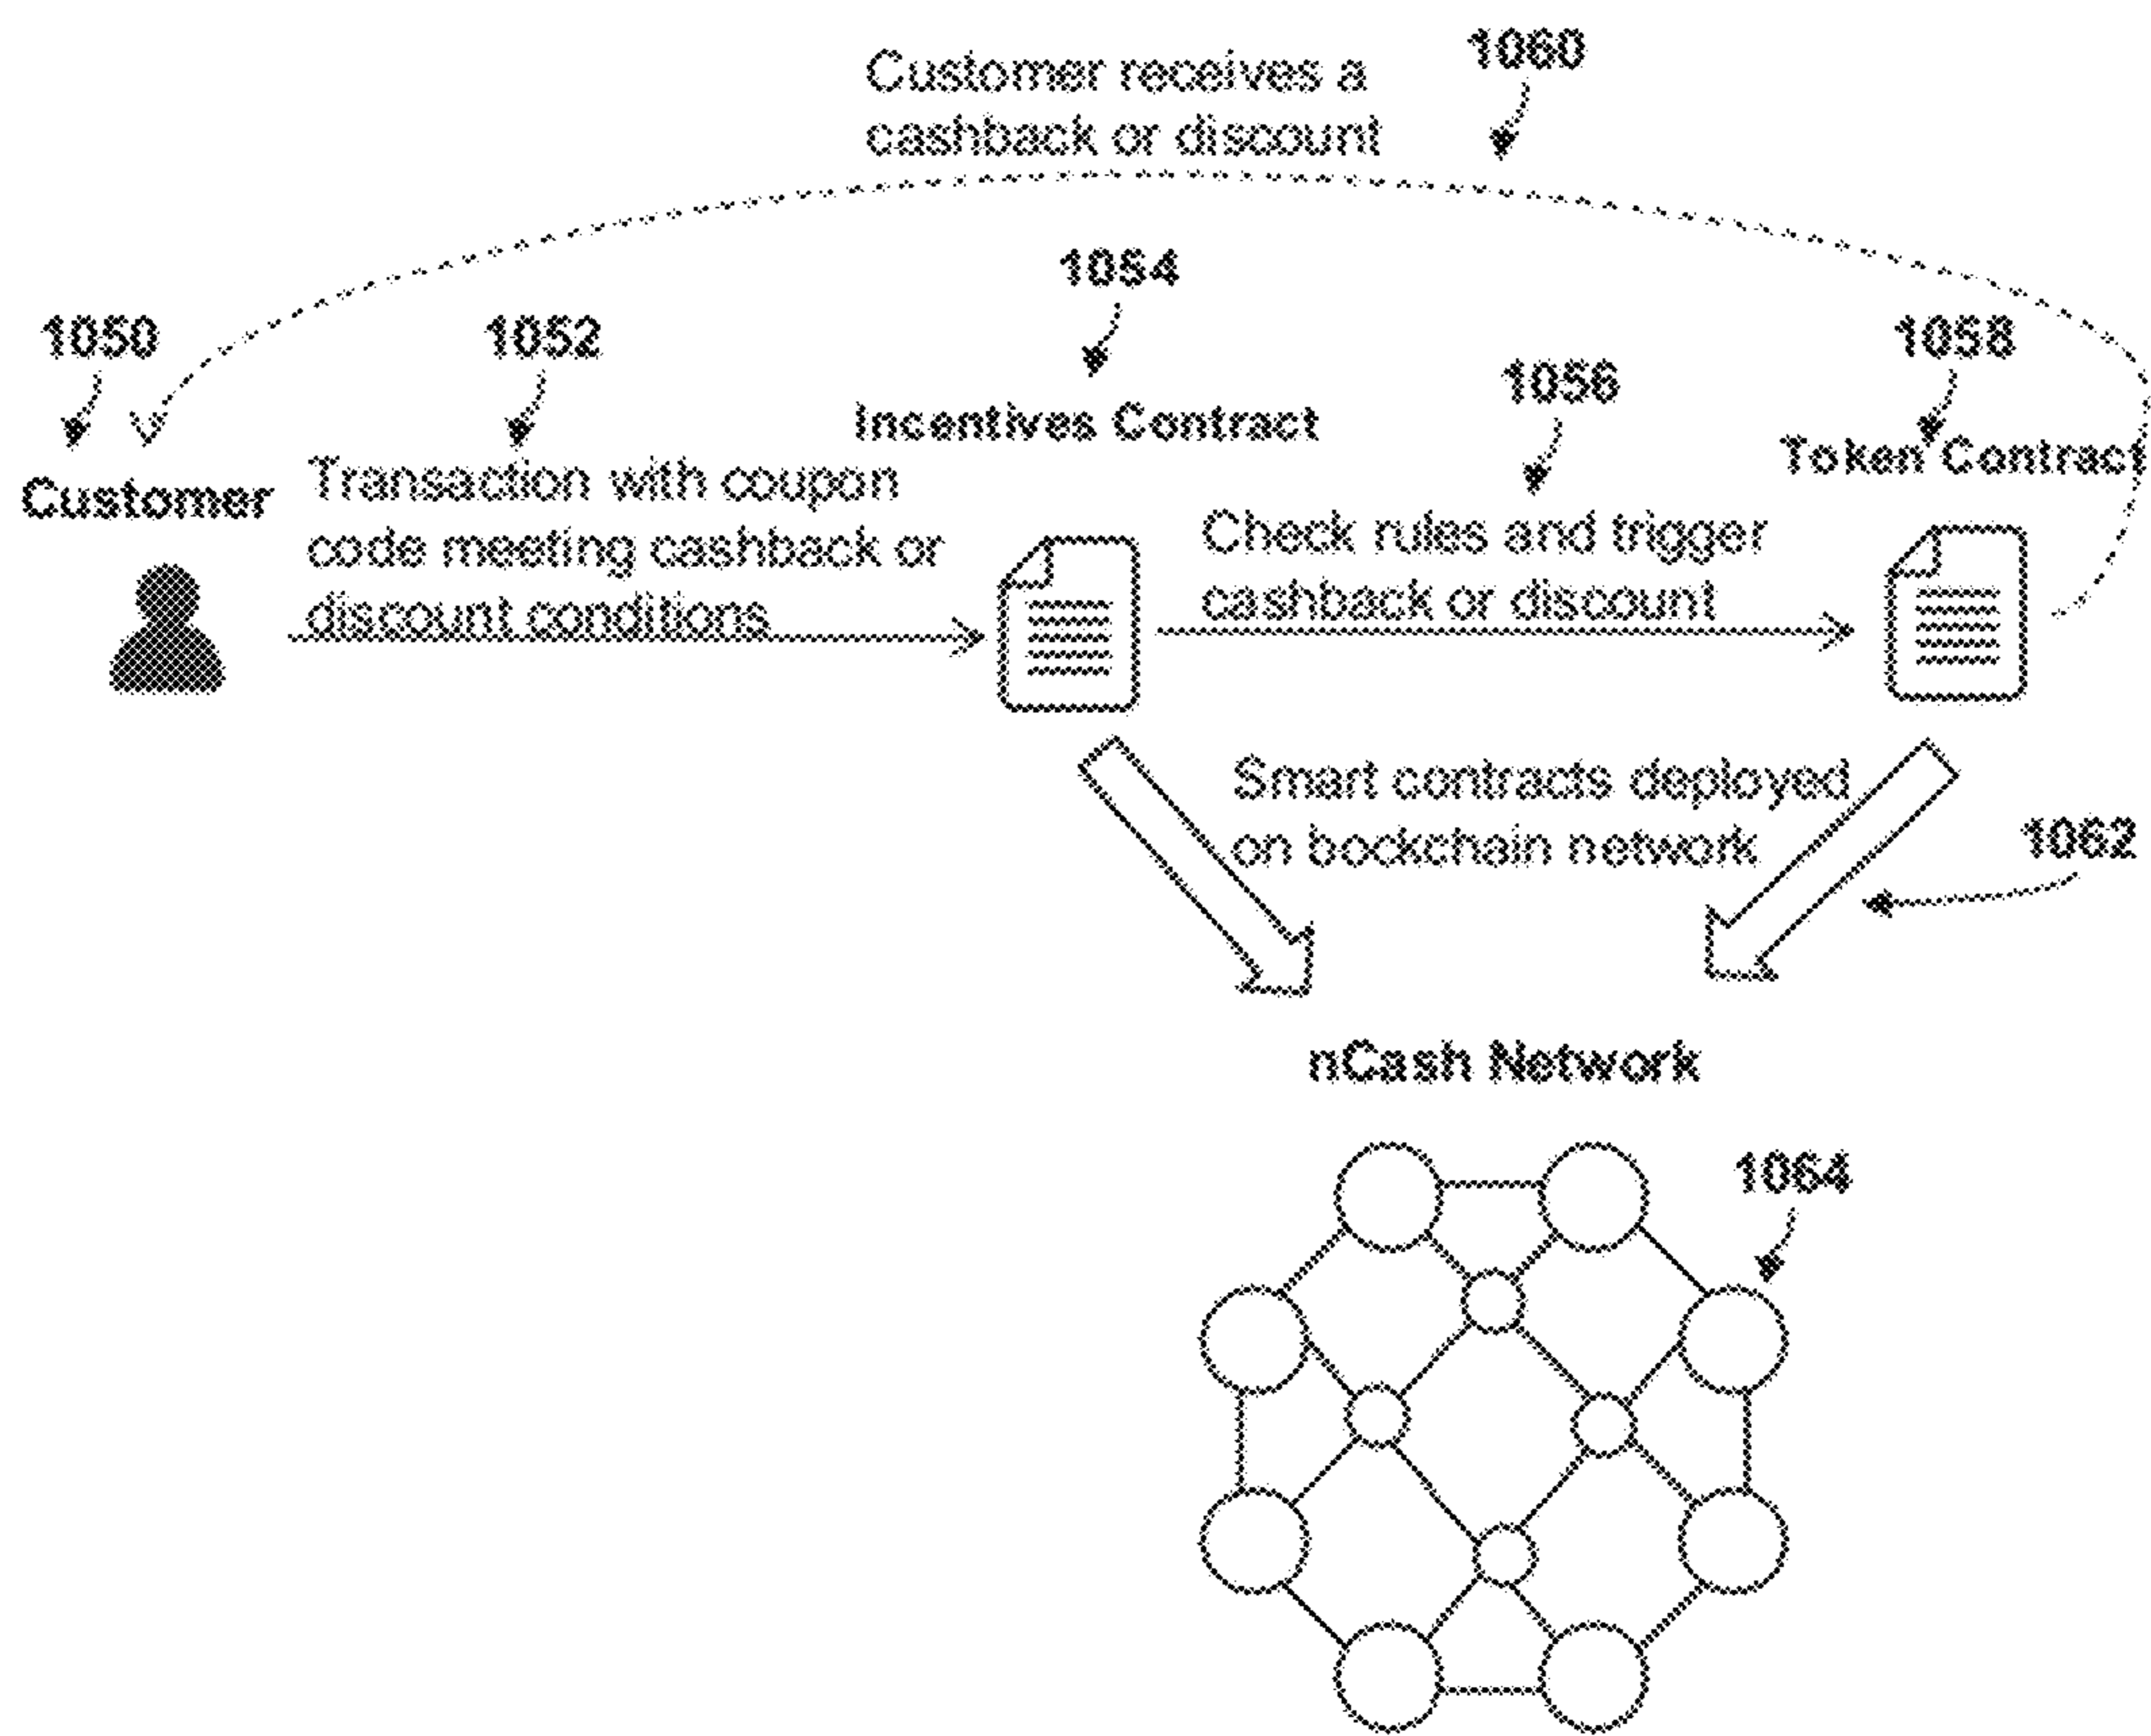 1060
Customer receives a
cashback or discount
1054
1050
1052
1058
1056
Incentives Contract
Token Contract
Customer
Transaction with coupon
code meeting cashback or
discount conditions
Check rules and trigger
cashback or discount
Smart contracts deployed
on bockchain network
1062
nCash Network
1064